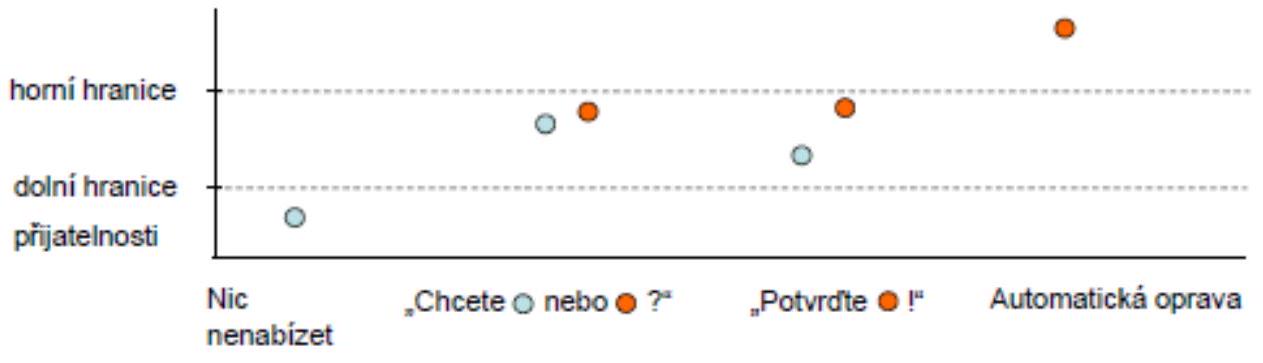 horní hranice
dolní hranice
přijatelnosti
Nic
nenabízet
„Chcete nebo ?“
„Potvrďte !“
Automatická oprava